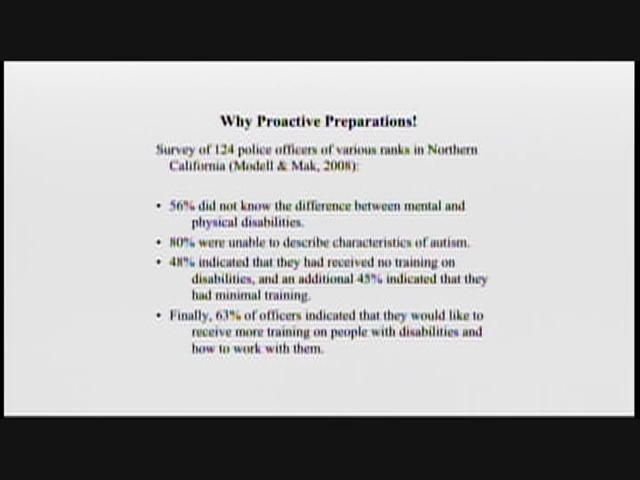 Why Proactive Preparations!
Survey of 124 police officers of various ranks in Northern
California (Modell & Mak, 2008):
• 56% did not know the difference between mental and
physical disabilities.
• 80% were unable to describe characteristics of autism.
• 48% indicated that they had received no training on
disabilities, and an additional 45% indicated that they
had minimal training.
• Finally, 63% of officers indicated that they would like to
receive more training on people with disabilities and
how to work with them.